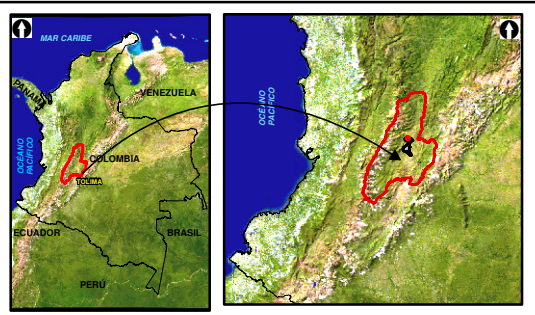 MAR CARIBE
PANAMÁ
VENEZUELA
OCÉANO
PACÍFICO
COLOMBIA
TOLIMA
ECUADOR
BRASIL
PERÚ
OCÉANO
PACÍFICO